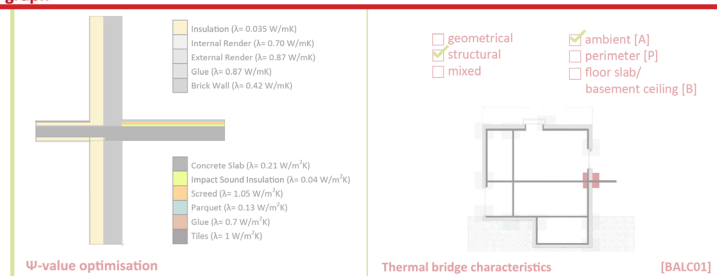 Insulation (λ= 0.035 W/mK)
Internal Render (λ= 0.70 W/mK)
External Render (λ= 0.87 W/mK)
Glue (λ= 0.87 W/mK)
Brick Wall (λ= 0.42 W/mK)
Concrete Slab (λ= 0.21 W/m²K)
Impact Sound Insulation (λ= 0.04 W/m²K)
Screed (λ= 1.05 W/m²K)
Parquet (λ= 0.13 W/m²K)
Glue (λ= 0.7 W/m²K)
Tiles (λ= 1 W/m²K)
Ψ-value optimisation
geometrical
structural
mixed
ambient [A]
perimeter [P]
floor slab/
basement ceiling [B]
Thermal bridge characteristics [BALC01]